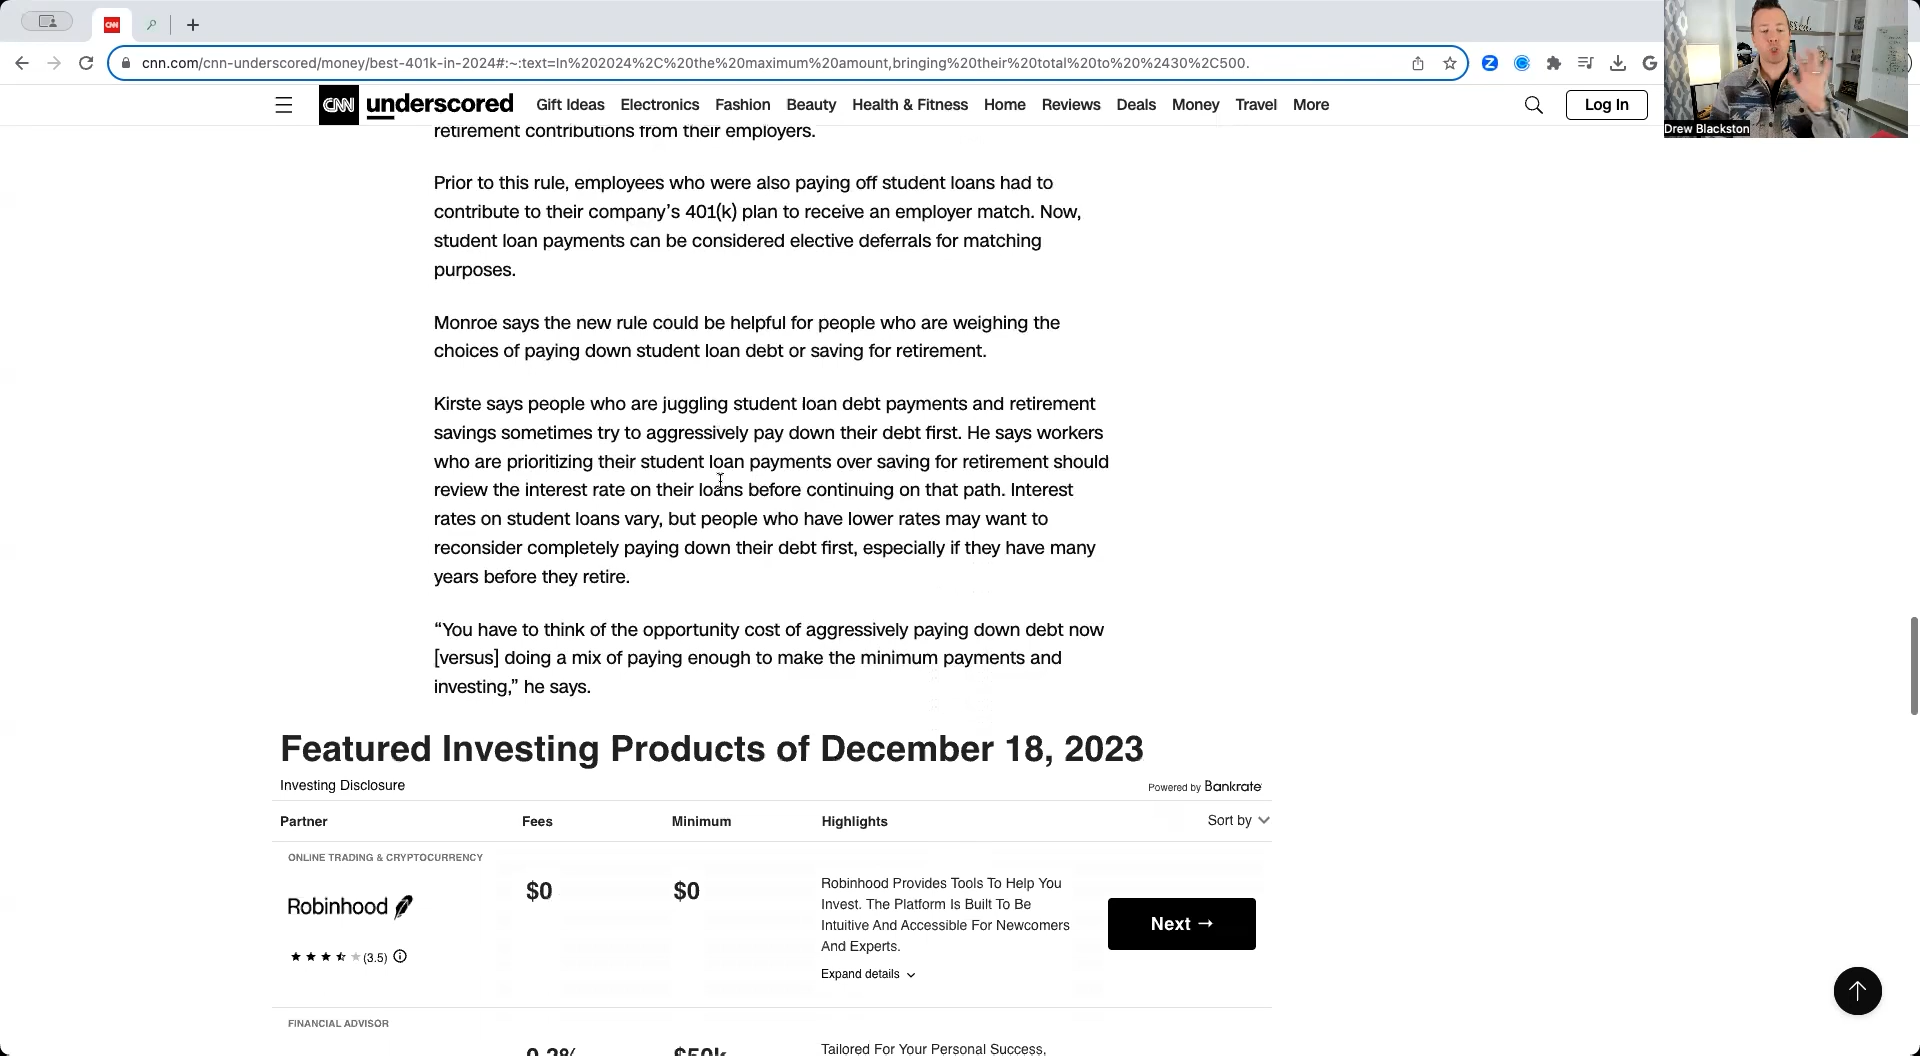 cnn.com/cnn-underscored/money/best-401k-in-2024#:~:text=In%202024%2C%20the%20maximum%20amount,bringing%20their%20total%20to%20%2430%2C500.
CNN underscored Gift Ideas Electronics Fashion Beauty Health & Fitness Home Reviews Deals Money Travel More Log In
Drew Blackston
retirement contributions from their employers.
Prior to this rule, employees who were also paying off student loans had to
contribute to their company’s 401(k) plan to receive an employer match. Now,
student loan payments can be considered elective deferrals for matching
purposes.
Monroe says the new rule could be helpful for people who are weighing the
choices of paying down student loan debt or saving for retirement.
Kirste says people who are juggling student loan debt payments and retirement
savings sometimes try to aggressively pay down their debt first. He says workers
who are prioritizing their student loan payments over saving for retirement should
review the interest rate on their loans before continuing on that path. Interest
rates on student loans vary, but people who have lower rates may want to
reconsider completely paying down their debt first, especially if they have many
years before they retire.
“You have to think of the opportunity cost of aggressively paying down debt now
[versus] doing a mix of paying enough to make the minimum payments and
investing,” he says.
Featured Investing Products of December 18, 2023
Investing Disclosure
Powered by Bankrate
Partner Fees Minimum Highlights Sort by
ONLINE TRADING & CRYPTOCURRENCY
Robinhood
(3.5)
$0
$0
Robinhood Provides Tools To Help You
Invest. The Platform Is Built To Be
Intuitive And Accessible For Newcomers
And Experts.
Expand details
Next →
FINANCIAL ADVISOR
0.2%
$50k
Tailored For Your Personal Success,